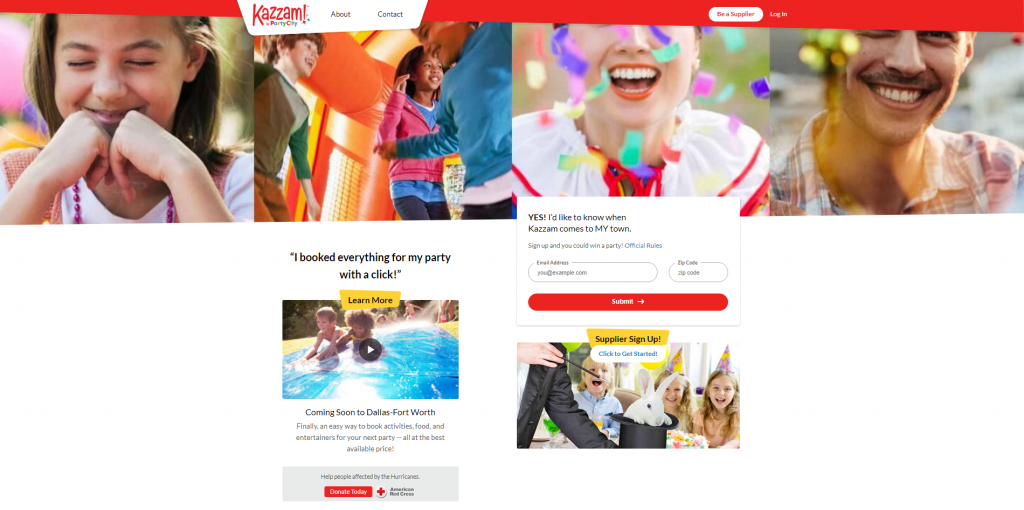 Kazzam!
by PartyCity
About
Contact
Be a Supplier
Log In
YES! I'd like to know when
Kazzam comes to MY town.
Sign up and you could win a party! Official Rules
Email Address
Zip Code
you@example.com
zip code
Submit →
"I booked everything for my party
with a click!"
Learn More
Supplier Sign Up!
Click to Get Started!
Coming Soon to Dallas-Fort Worth
Finally, an easy way to book activities, food, and
entertainers for your next party — all at the best
available price!
Help people affected by the Hurricanes.
Donate Today
American
Red Cross